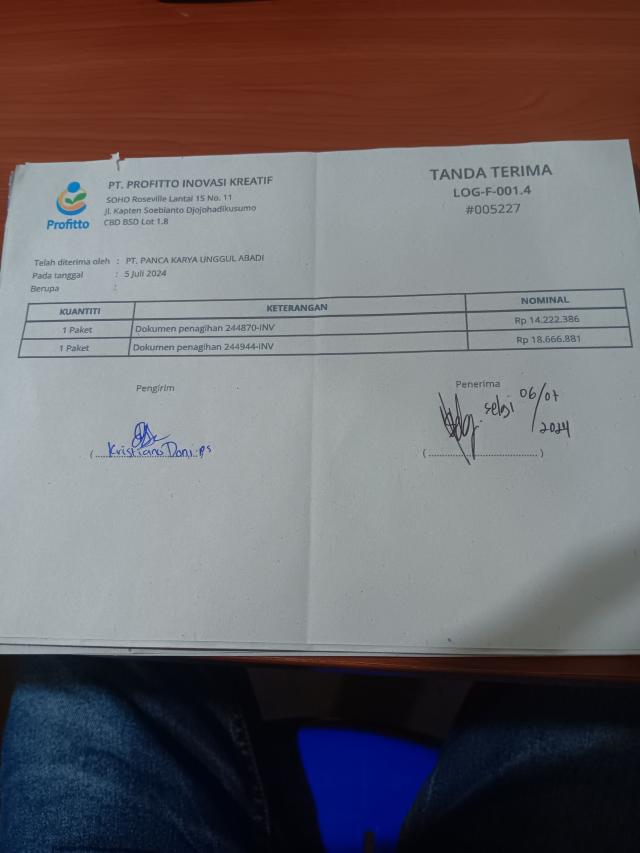 Profitto
PT. PROFITTO INOVASI KREATIF
SOHO Roseville Lantai 15 No. 11
Jl. Kapten Soebianto Djojohadikusumo
CBD BSD Lot 1.8
TANDA TERIMA
LOG-F-001.4
#005227
Telah diterima oleh : PT. PANCA KARYA UNGGUL ABADI
Pada tanggal : 5 Juli 2024
Berupa :
KUANTITI KETERANGAN NOMINAL
1 Paket Dokumen penagihan 244870-INV Rp 14.222.386
1 Paket Dokumen penagihan 244944-INV Rp 18.666.881
Pengirim Penerima
selsi 06/07
2024
(Kristiano Doni.PS) (....................................)